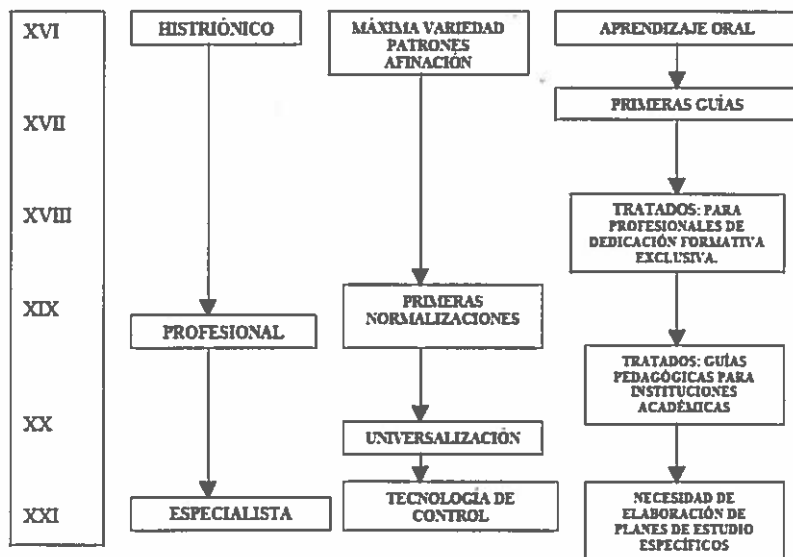 XVI
XVII
XVIII
XIX
XX
XXI
HISTRIÓNICO
PROFESIONAL
ESPECIALISTA
MÁXIMA VARIEDAD
PATRONES
AFINACIÓN
PRIMERAS
NORMALIZACIONES
UNIVERSALIZACIÓN
TECNOLOGÍA DE
CONTROL
APRENDIZAJE ORAL
PRIMERAS GUÍAS
TRATADOS: PARA
PROFESIONALES DE
DEDICACIÓN FORMATIVA
EXCLUSIVA.
TRATADOS: GUÍAS
PEDAGÓGICAS PARA
INSTITUCIONES
ACADÉMICAS
NECESIDAD DE
ELABORACIÓN DE
PLANES DE ESTUDIO
ESPECÍFICOS